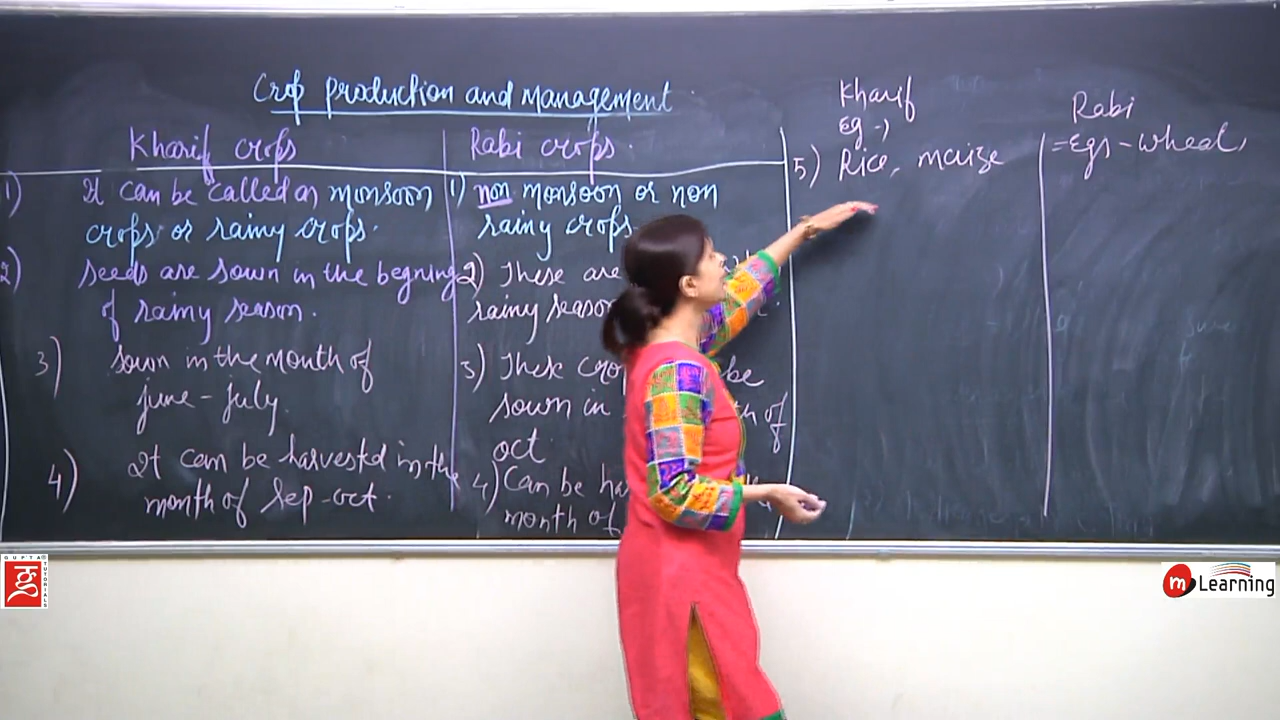 Crop production and management
Kharif crops
Rabi crops.
1) It can be called as monsoon
crops or rainy crops.
2) seeds are sown in the begning
of rainy season.
3) sown in the month of
june - July.
4) It can be harvested in the
month of Sep-oct.
1) non monsoon or non
rainy crops
2) These are
rainy season
3) These be
sown in of
oct
4) Can be
month of
Kharif
eg →
5) Rice, maize
Rabi
= Egs - wheat,
GUPTA TUTORIALS
m Learning